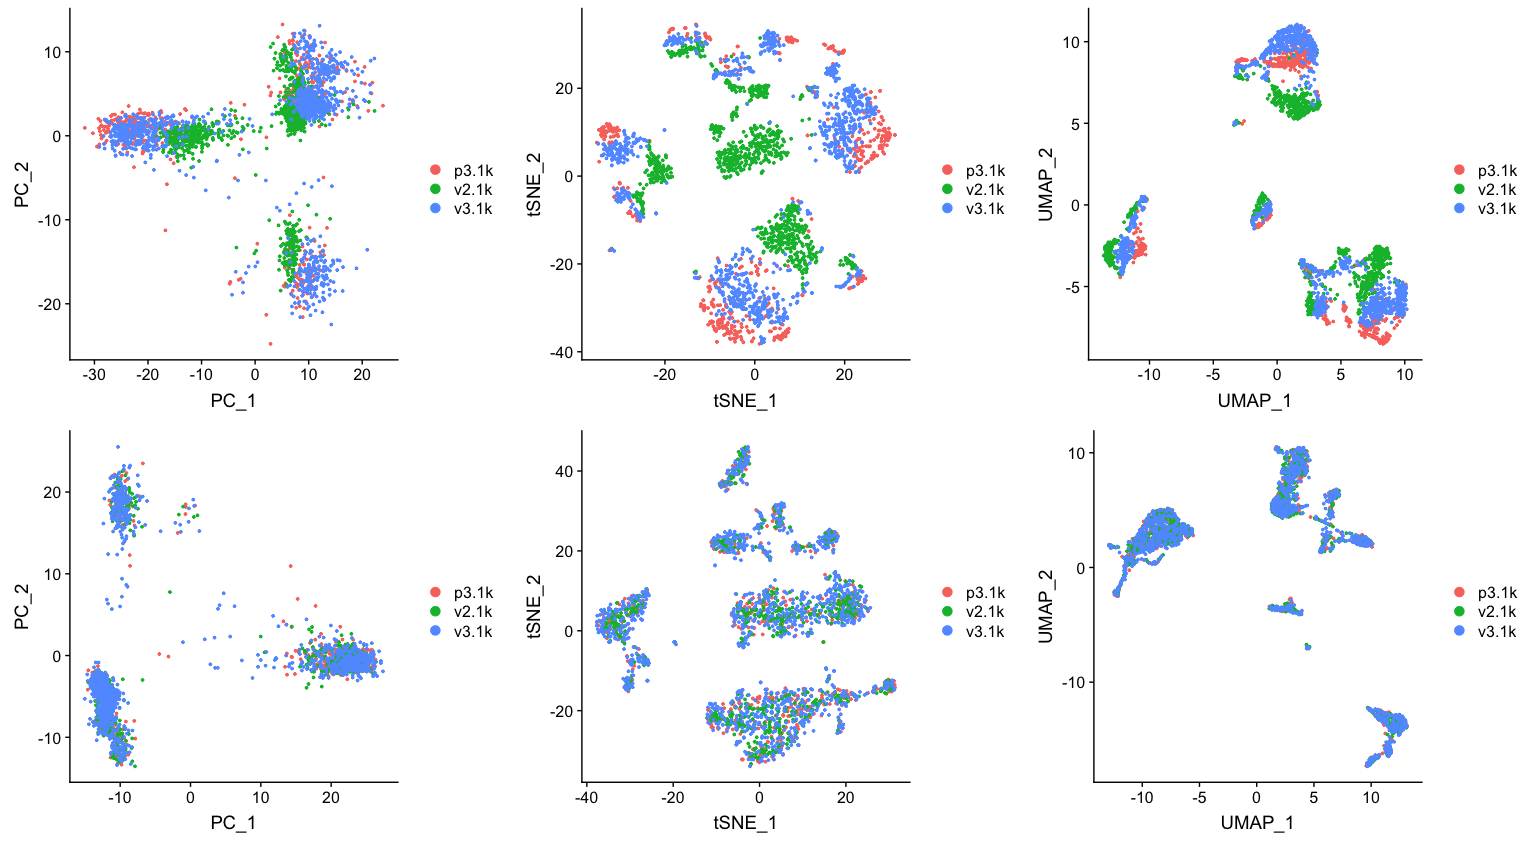 10
0
-10
-20
-30 -20 -10 0 10 20
PC_1
PC_2
p3.1k
v2.1k
v3.1k
20
0
-20
-40
-20 0 20
tSNE_1
tSNE_2
p3.1k
v2.1k
v3.1k
10
5
0
-5
-10 -5 0 5 10
UMAP_1
UMAP_2
p3.1k
v2.1k
v3.1k
20
10
0
-10
-10 0 10 20
PC_1
PC_2
p3.1k
v2.1k
v3.1k
40
20
0
-20
-40 -20 0 20
tSNE_1
tSNE_2
p3.1k
v2.1k
v3.1k
10
0
-10
-10 -5 0 5 10
UMAP_1
UMAP_2
p3.1k
v2.1k
v3.1k